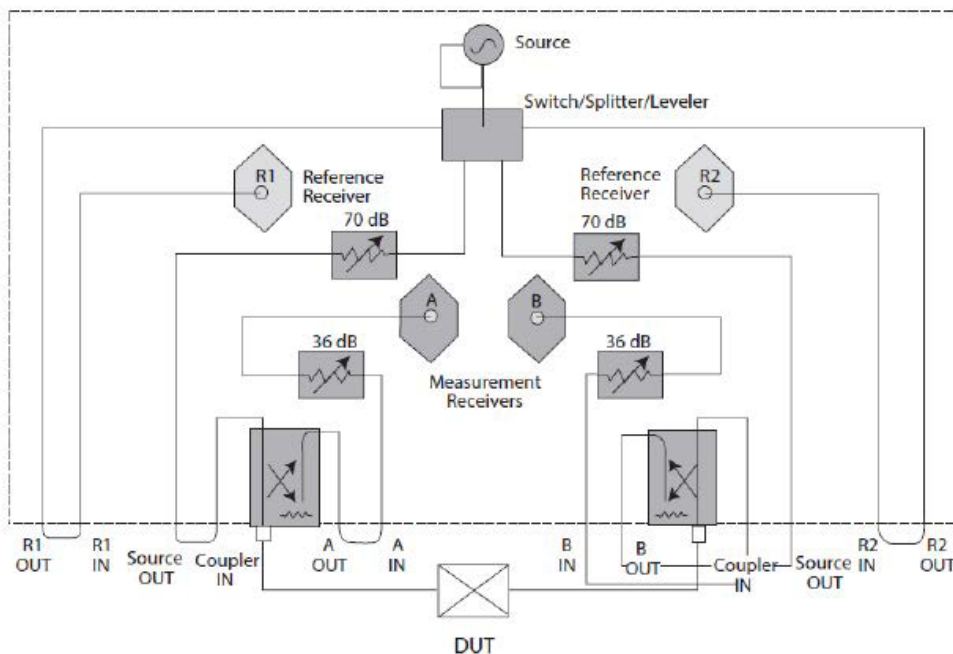 Source
Switch/Splitter/Leveler
R1
Reference
Receiver
Reference
Receiver
R2
70 dB
70 dB
A
B
36 dB
36 dB
Measurement
Receivers
R1
OUT
R1
IN
Source
OUT
Coupler
IN
A
OUT
A
IN
B
IN
B
OUT
Coupler
IN
Source
OUT
R2
IN
R2
OUT
DUT